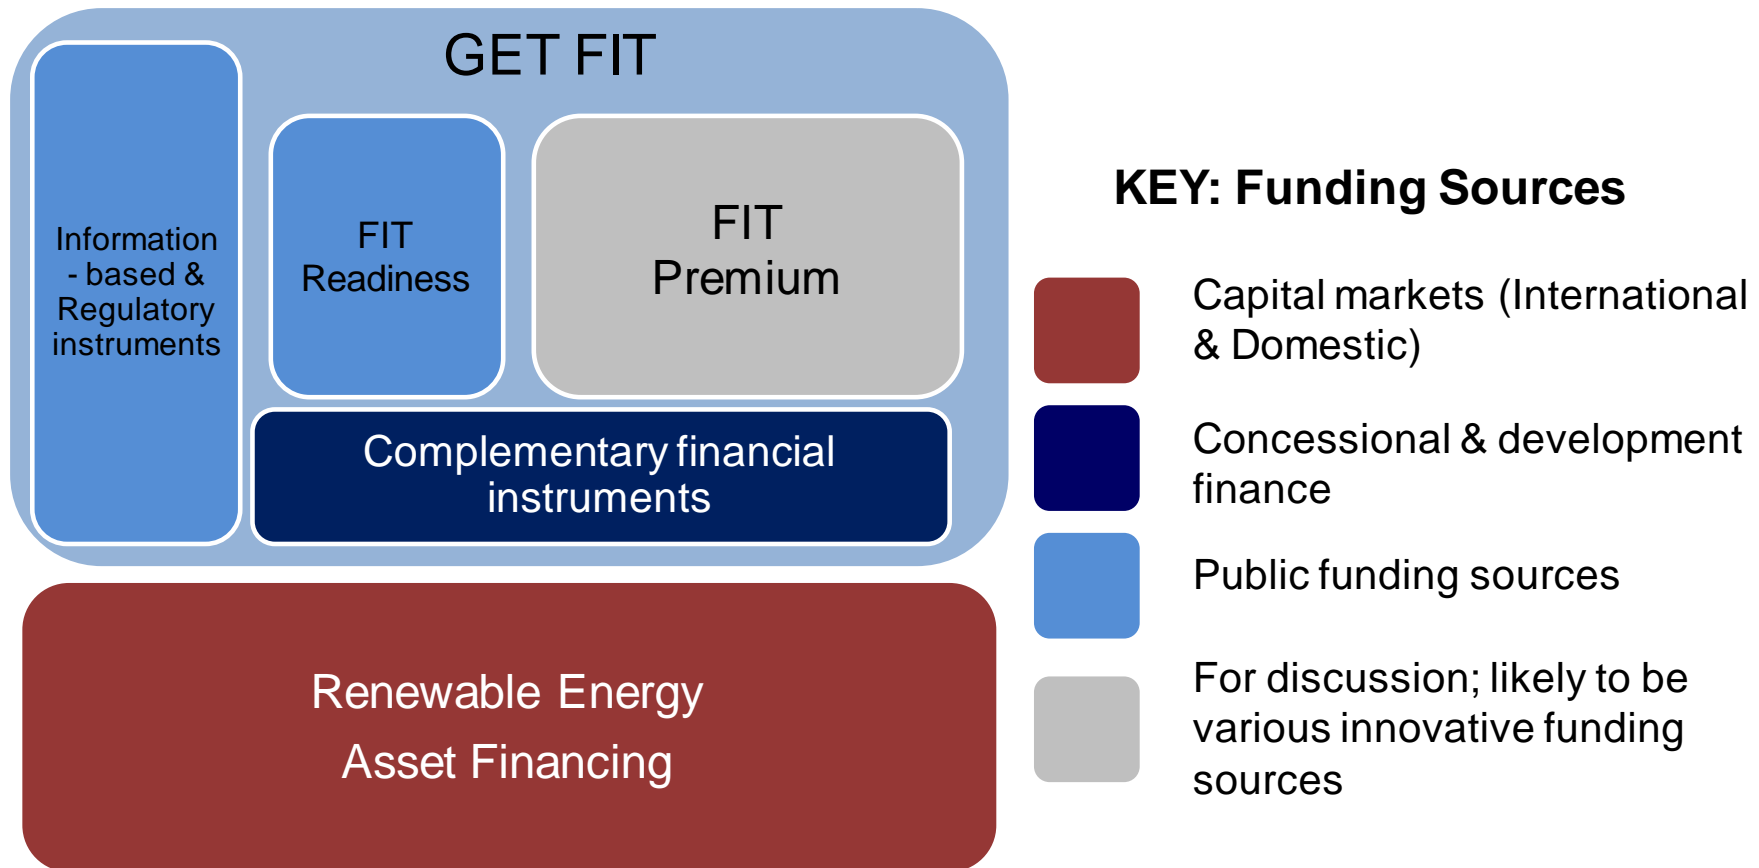 GET FIT
Information
- based &
Regulatory
instruments
FIT
Readiness
FIT
Premium
Complementary financial
instruments
Renewable Energy
Asset Financing
KEY: Funding Sources
Capital markets (International
& Domestic)
Concessional & development
finance
Public funding sources
For discussion; likely to be
various innovative funding
sources